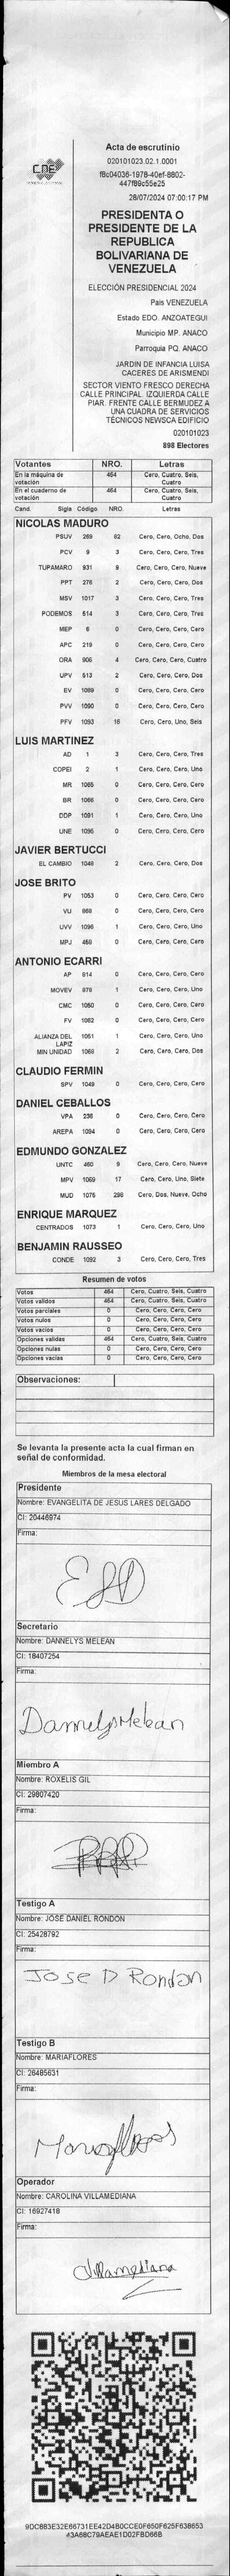 Acta de escrutinio
020101023.02.1.0001
CNE
f8c04036-1978-40ef-8802-
447f89c55e25
28/07/2024 07:00:17 PM
PRESIDENTA O
PRESIDENTE DE LA
REPUBLICA
BOLIVARIANA DE
VENEZUELA
ELECCIÓN PRESIDENCIAL 2024
Pais VENEZUELA
Estado EDO. ANZOATEGUI
Municipio MP. ANACO
Parroquia PQ. ANACO
JARDIN DE INFANCIA LUISA
CACERES DE ARISMENDI
SECTOR VIENTO FRESCO DERECHA
CALLE PRINCIPAL. IZQUIERDA CALLE
PIAR. FRENTE CALLE BERMUDEZ A
UNA CUADRA DE SERVICIOS
TÉCNICOS NEWSCA EDIFICIO
020101023
898 Electores
Votantes NRO. Letras
En la máquina de votación 464 Cero, Cuatro, Seis, Cuatro
En el cuaderno de votación 464 Cero, Cuatro, Seis, Cuatro
Cand. Sigla Código NRO. Letras
NICOLAS MADURO
PSUV 269 82 Cero, Cero, Ocho, Dos
PCV 9 3 Cero, Cero, Cero, Tres
TUPAMARO 931 9 Cero, Cero, Cero, Nueve
PPT 276 2 Cero, Cero, Cero, Dos
MSV 1017 3 Cero, Cero, Cero, Tres
PODEMOS 514 3 Cero, Cero, Cero, Tres
MEP 6 0 Cero, Cero, Cero, Cero
APC 219 0 Cero, Cero, Cero, Cero
ORA 906 4 Cero, Cero, Cero, Cuatro
UPV 513 2 Cero, Cero, Cero, Dos
EV 1089 0 Cero, Cero, Cero, Cero
PVV 1090 0 Cero, Cero, Cero, Cero
PFV 1093 16 Cero, Cero, Uno, Seis
LUIS MARTINEZ
AD 1 3 Cero, Cero, Cero, Tres
COPEI 2 1 Cero, Cero, Cero, Uno
MR 1065 0 Cero, Cero, Cero, Cero
BR 1066 0 Cero, Cero, Cero, Cero
DDP 1091 1 Cero, Cero, Cero, Uno
UNE 1095 0 Cero, Cero, Cero, Cero
JAVIER BERTUCCI
EL CAMBIO 1048 2 Cero, Cero, Cero, Dos
JOSE BRITO
PV 1053 0 Cero, Cero, Cero, Cero
VU 868 0 Cero, Cero, Cero, Cero
UVV 1096 1 Cero, Cero, Cero, Uno
MPJ 458 0 Cero, Cero, Cero, Cero
ANTONIO ECARRI
AP 914 0 Cero, Cero, Cero, Cero
MOVEV 878 1 Cero, Cero, Cero, Uno
CMC 1060 0 Cero, Cero, Cero, Cero
FV 1062 0 Cero, Cero, Cero, Cero
ALIANZA DEL LAPIZ 1051 1 Cero, Cero, Cero, Uno
MIN UNIDAD 1068 2 Cero, Cero, Cero, Dos
CLAUDIO FERMIN
SPV 1049 0 Cero, Cero, Cero, Cero
DANIEL CEBALLOS
VPA 236 0 Cero, Cero, Cero, Cero
AREPA 1094 0 Cero, Cero, Cero, Cero
EDMUNDO GONZALEZ
UNTC 460 9 Cero, Cero, Cero, Nueve
MPV 1069 17 Cero, Cero, Uno, Siete
MUD 1075 298 Cero, Dos, Nueve, Ocho
ENRIQUE MARQUEZ
CENTRADOS 1073 1 Cero, Cero, Cero, Uno
BENJAMIN RAUSSEO
CONDE 1092 3 Cero, Cero, Cero, Tres
Resumen de votos
Votos 464 Cero, Cuatro, Seis, Cuatro
Votos validos 464 Cero, Cuatro, Seis, Cuatro
Votos parciales 0 Cero, Cero, Cero, Cero
Votos nulos 0 Cero, Cero, Cero, Cero
Votos vacios 0 Cero, Cero, Cero, Cero
Opciones validas 464 Cero, Cuatro, Seis, Cuatro
Opciones nulas 0 Cero, Cero, Cero, Cero
Opciones vacias 0 Cero, Cero, Cero, Cero
Observaciones:
Se levanta la presente acta la cual firman en
señal de conformidad.
Miembros de la mesa electoral
Presidente
Nombre: EVANGELITA DE JESUS LARES DELGADO
CI: 20446974
Firma:
Secretario
Nombre: DANNELYS MELEAN
CI: 18407254
Firma:
Dannelys Melean
Miembro A
Nombre: ROXELIS GIL
CI: 29807420
Firma:
Testigo A
Nombre: JOSE DANIEL RONDON
CI: 25428792
Firma:
Jose D Rondon
Testigo B
Nombre: MARIAFLORES
CI: 26485631
Firma:
Operador
Nombre: CAROLINA VILLAMEDIANA
CI: 16927418
Firma:
CVillamediana
9DC883E32E66731EE42D4B0CCE0F650F625F638653
43A68C79AEAE1D02FBD66B